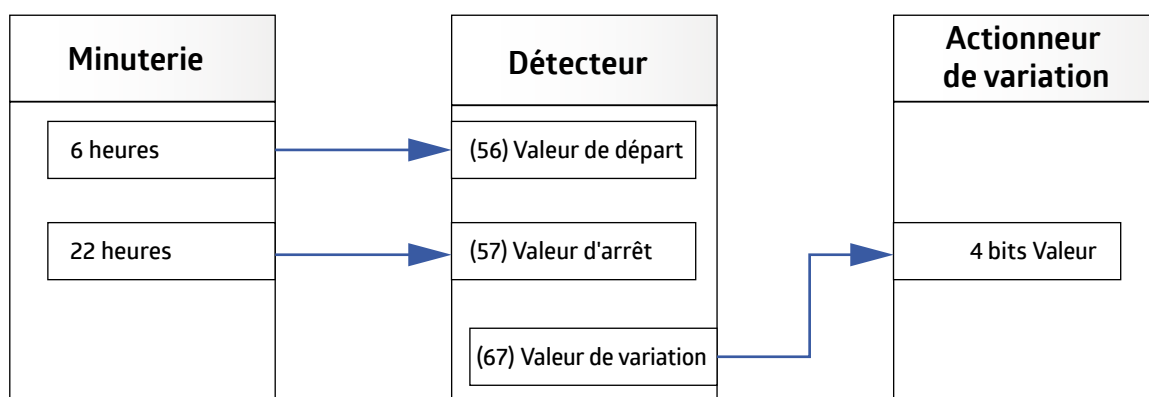 Minuterie
Détecteur
Actionneur
de variation
6 heures
(56) Valeur de départ
22 heures
(57) Valeur d'arrêt
4 bits Valeur
(67) Valeur de variation